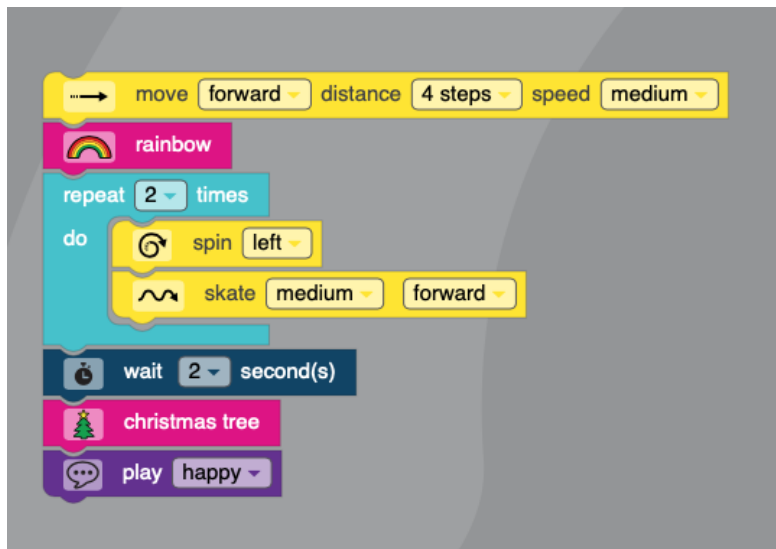 move forward distance 4 steps speed medium
rainbow
repeat 2 times
do spin left
skate medium forward
wait 2 second(s)
christmas tree
play happy